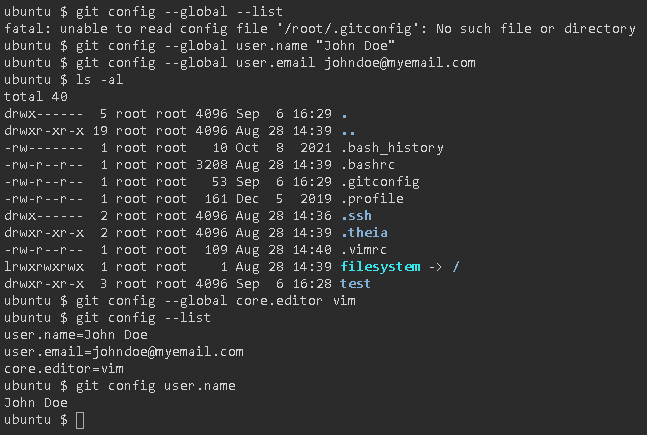 ubuntu $ git config --global --list
fatal: unable to read config file '/root/.gitconfig': No such file or directory
ubuntu $ git config --global user.name "John Doe"
ubuntu $ git config --global user.email johndoe@myemail.com
ubuntu $ ls -al
total 40
drwx------  5 root root 4096 Sep  6 16:29 .
drwxr-xr-x 19 root root 4096 Aug 28 14:39 ..
-rw-------  1 root root   10 Oct  8  2021 .bash_history
-rw-r--r--  1 root root 3208 Aug 28 14:39 .bashrc
-rw-r--r--  1 root root   53 Sep  6 16:29 .gitconfig
-rw-r--r--  1 root root  161 Dec  5  2019 .profile
drwx------  2 root root 4096 Aug 28 14:36 .ssh
drwxr-xr-x  2 root root 4096 Aug 28 14:39 .theia
-rw-r--r--  1 root root  109 Aug 28 14:40 .vimrc
lrwxrwxrwx  1 root root    1 Aug 28 14:39 filesystem -> /
drwxr-xr-x  3 root root 4096 Sep  6 16:28 test
ubuntu $ git config --global core.editor vim
ubuntu $ git config --list
user.name=John Doe
user.email=johndoe@myemail.com
core.editor=vim
ubuntu $ git config user.name
John Doe
ubuntu $